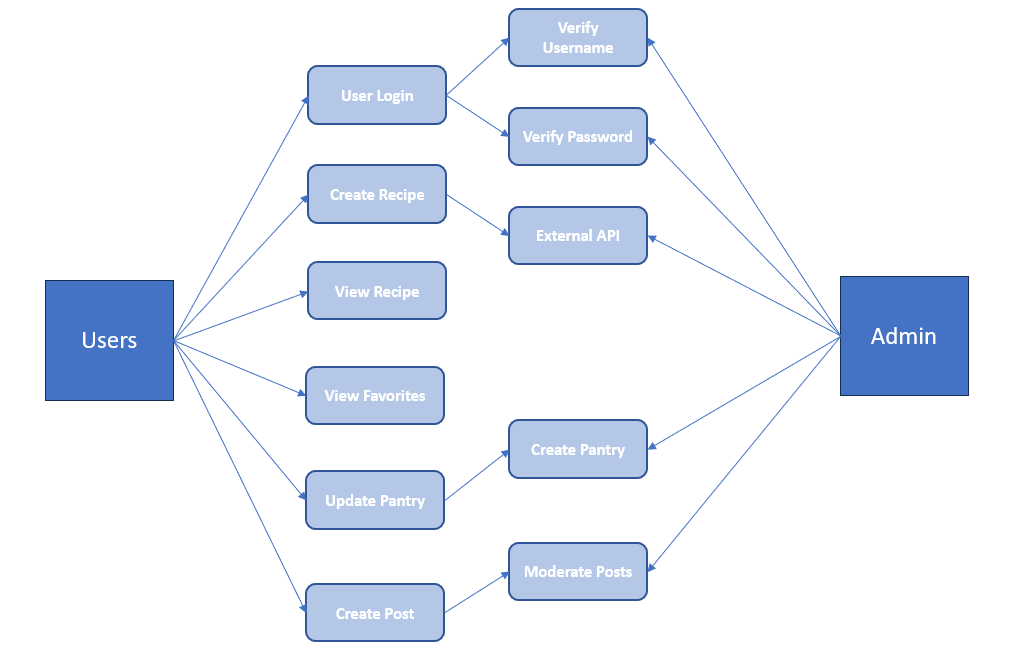 Verify
Username
User Login
Verify Password
Create Recipe
External API
View Recipe
Users
Admin
View Favorites
Create Pantry
Update Pantry
Moderate Posts
Create Post